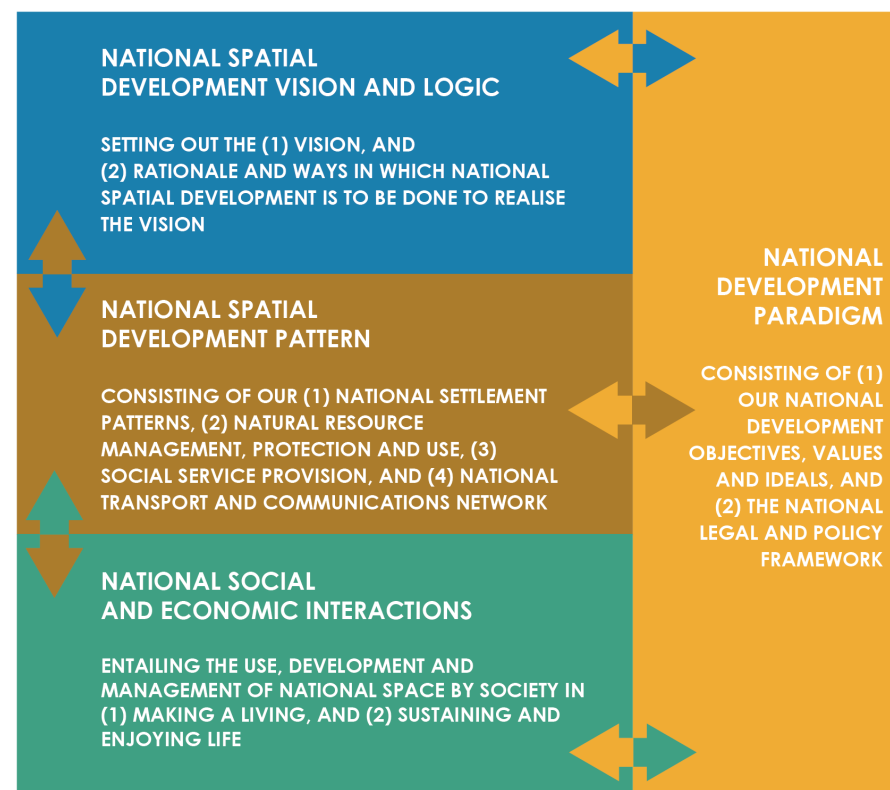 NATIONAL SPATIAL
DEVELOPMENT VISION AND LOGIC
SETTING OUT THE (1) VISION, AND
(2) RATIONALE AND WAYS IN WHICH NATIONAL
SPATIAL DEVELOPMENT IS TO BE DONE TO REALISE
THE VISION
NATIONAL SPATIAL
DEVELOPMENT PATTERN
CONSISTING OF OUR (1) NATIONAL SETTLEMENT
PATTERNS, (2) NATURAL RESOURCE
MANAGEMENT, PROTECTION AND USE, (3)
SOCIAL SERVICE PROVISION, AND (4) NATIONAL
TRANSPORT AND COMMUNICATIONS NETWORK
NATIONAL SOCIAL
AND ECONOMIC INTERACTIONS
ENTAILING THE USE, DEVELOPMENT AND
MANAGEMENT OF NATIONAL SPACE BY SOCIETY IN
(1) MAKING A LIVING, AND (2) SUSTAINING AND
ENJOYING LIFE
NATIONAL
DEVELOPMENT
PARADIGM
CONSISTING OF (1)
OUR NATIONAL
DEVELOPMENT
OBJECTIVES, VALUES
AND IDEALS, AND
(2) THE NATIONAL
LEGAL AND POLICY
FRAMEWORK